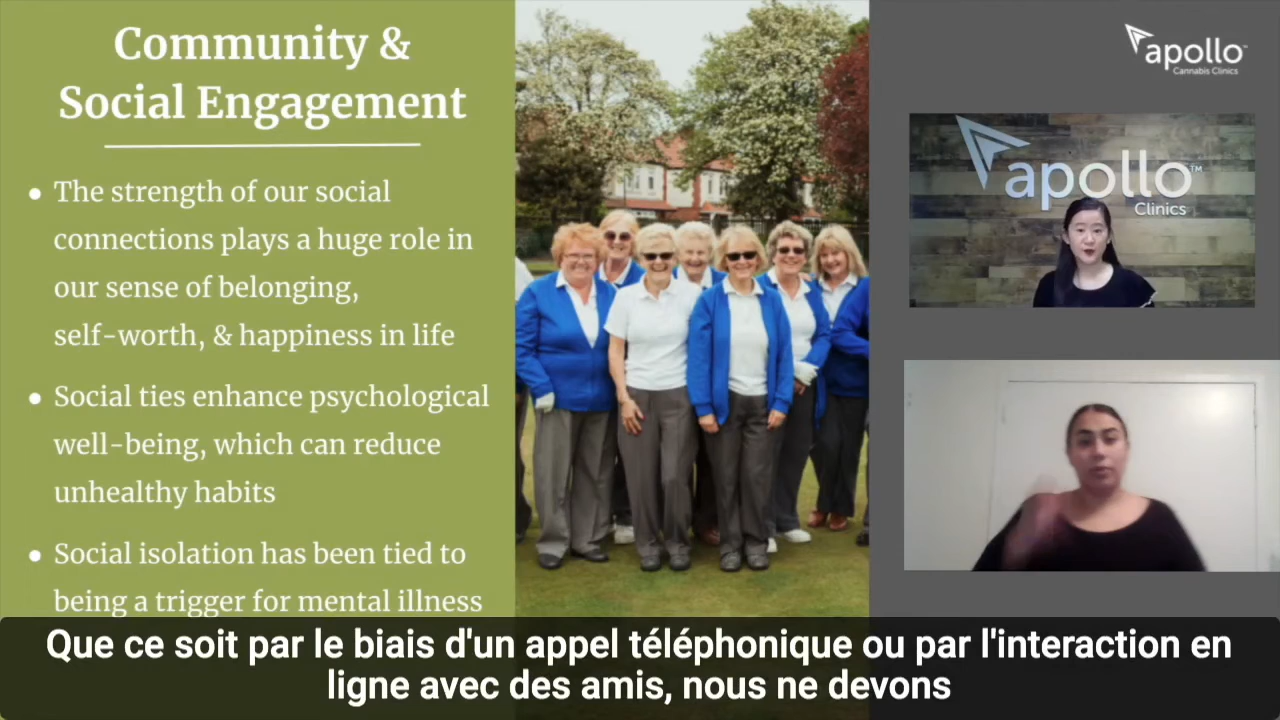 Community &
Social Engagement
• The strength of our social
connections plays a huge role in
our sense of belonging,
self-worth, & happiness in life
• Social ties enhance psychological
well-being, which can reduce
unhealthy habits
• Social isolation has been tied to
being a trigger for mental illness
apollo™
Cannabis Clinics
apollo™
Clinics
Que ce soit par le biais d'un appel téléphonique ou par l'interaction en
ligne avec des amis, nous ne devons